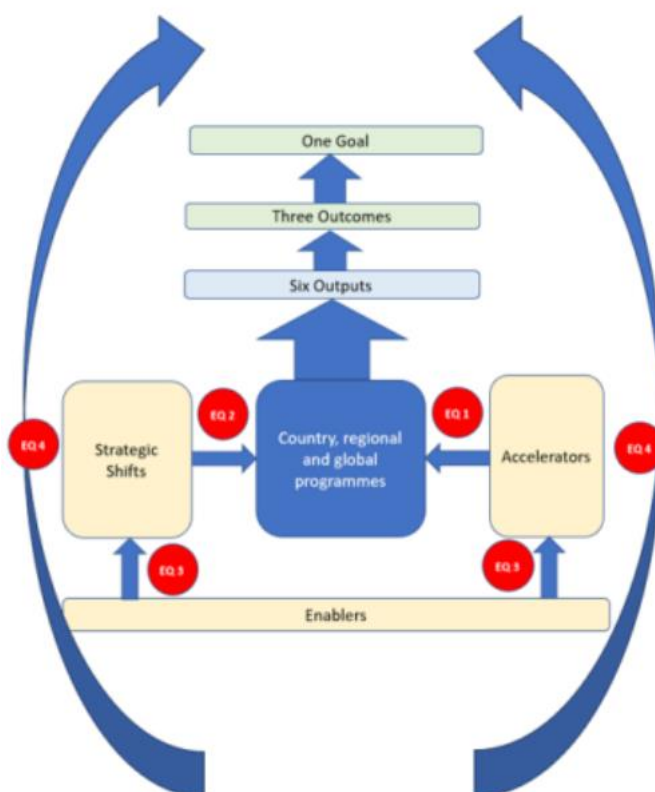 One Goal
Three Outcomes
Six Outputs
EQ 2
EQ 1
EQ 4
Strategic
Shifts
Country, regional
and global
programmes
Accelerators
EQ 4
EQ 3
EQ 3
Enablers